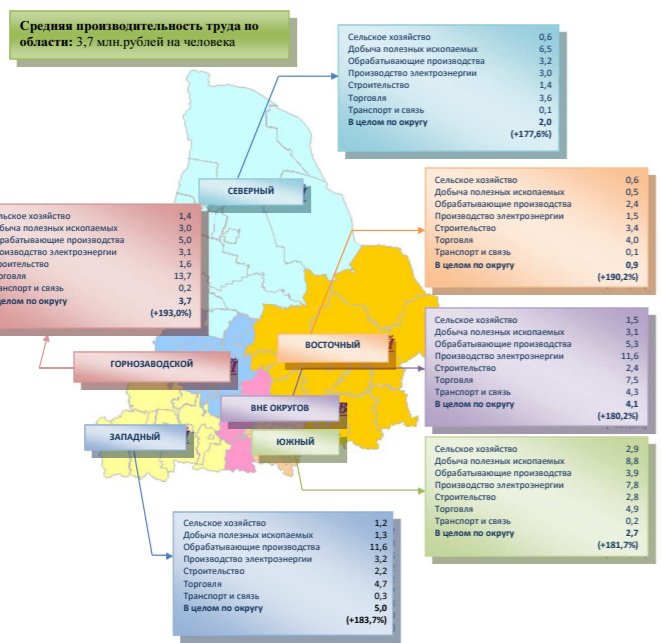 Средняя производительность труда по
области: 3,7 млн.рублей на человека
Сельское хозяйство 0,6
Добыча полезных ископаемых 6,5
Обрабатывающие производства 3,2
Производство электроэнергии 3,0
Строительство 1,4
Торговля 3,6
Транспорт и связь 0,1
В целом по округу 2,0
(+177,6%)
СЕВЕРНЫЙ
Сельское хозяйство 0,6
Добыча полезных ископаемых 0,5
Обрабатывающие производства 2,4
Производство электроэнергии 1,5
Строительство 3,4
Торговля 4,0
Транспорт и связь 0,1
В целом по округу 0,9
(+190,2%)
ельское хозяйство 1,4
обыча полезных ископаемых 3,0
брабатывающие производства 5,0
роизводство электроэнергии 3,1
роительство 1,6
рговля 13,7
анспорт и связь 0,2
целом по округу 3,7
(+193,0%)
ВОСТОЧНЫЙ
ГОРНОЗАВОДСКОЙ
Сельское хозяйство 1,5
Добыча полезных ископаемых 3,1
Обрабатывающие производства 5,3
Производство электроэнергии 11,6
Строительство 2,4
Торговля 7,5
Транспорт и связь 4,3
В целом по округу 4,1
(+180,2%)
ВНЕ ОКРУГОВ
ЗАПАДНЫЙ
ЮЖНЫЙ
Сельское хозяйство 2,9
Добыча полезных ископаемых 8,8
Обрабатывающие производства 3,9
Производство электроэнергии 7,8
Строительство 2,8
Торговля 4,9
Транспорт и связь 0,2
В целом по округу 2,7
(+181,7%)
Сельское хозяйство 1,2
Добыча полезных ископаемых 1,3
Обрабатывающие производства 11,6
Производство электроэнергии 3,2
Строительство 2,2
Торговля 4,7
Транспорт и связь 0,3
В целом по округу 5,0
(+183,7%)